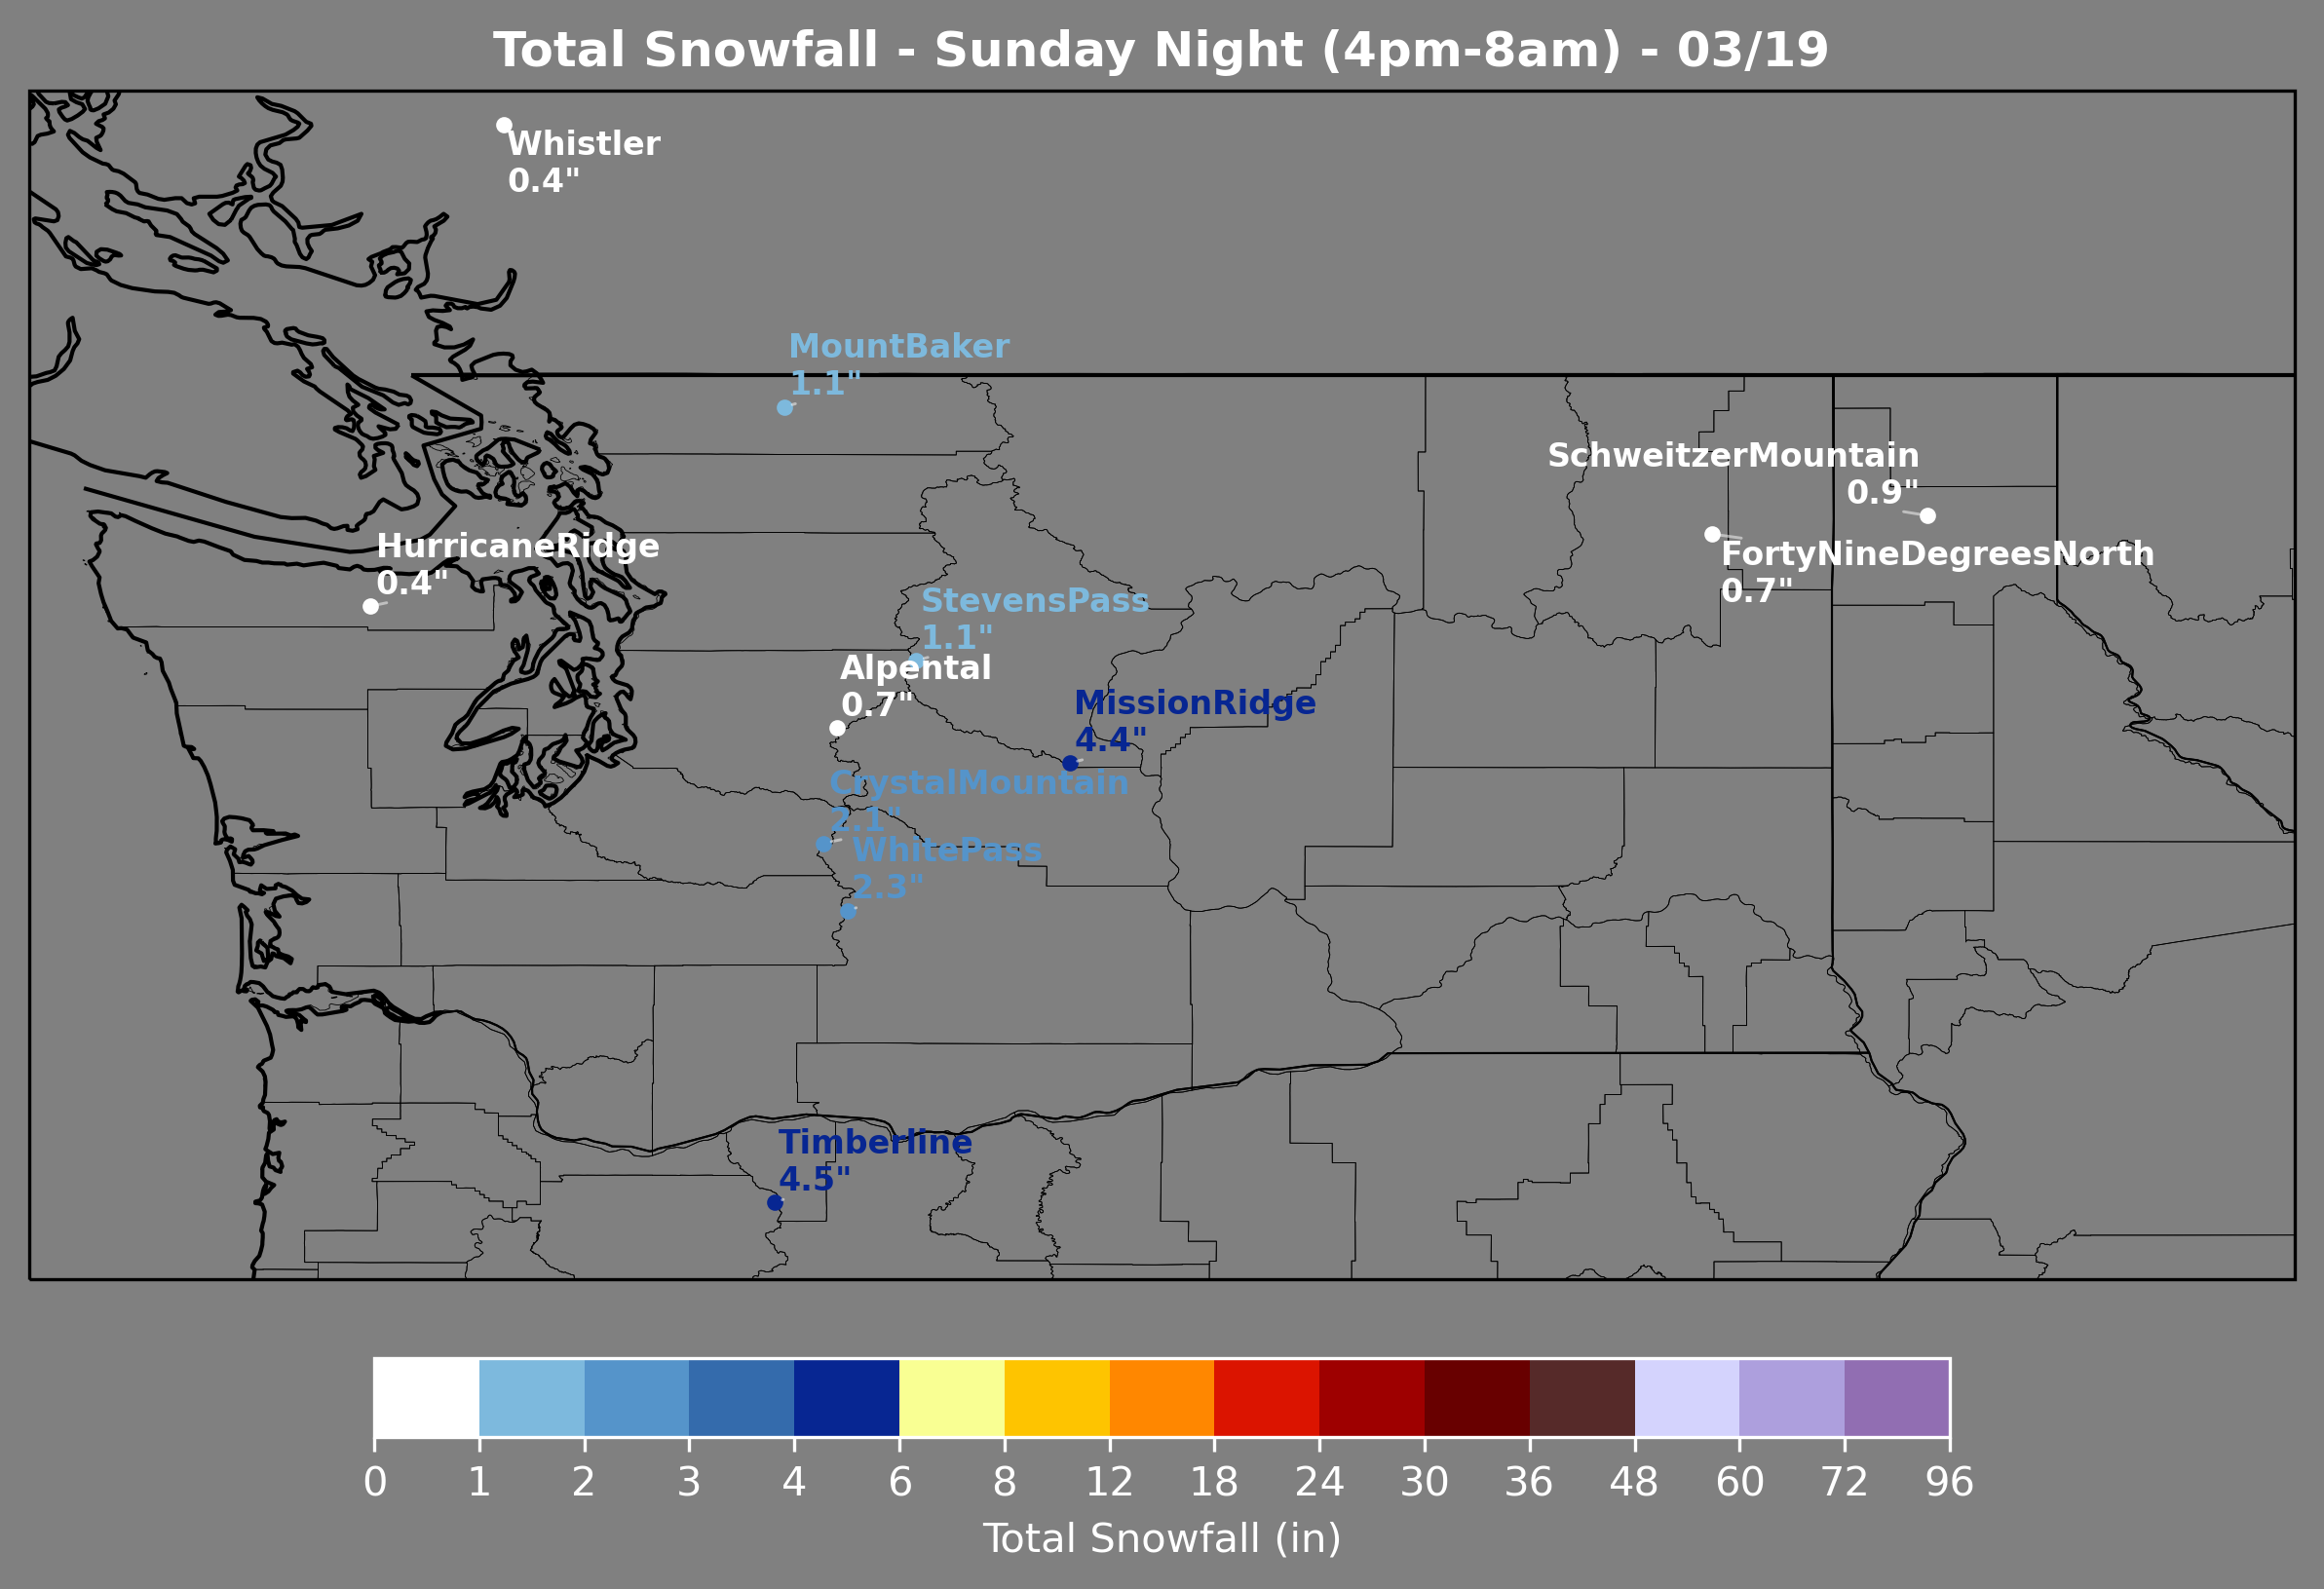 Total Snowfall - Sunday Night (4pm-8am) - 03/19
Whistler
0.4"
MountBaker
1.1"
SchweitzerMountain
0.9"
HurricaneRidge
0.4"
FortyNineDegreesNorth
0.7"
StevensPass
1.1"
Alpental
0.7"
MissionRidge
4.4"
CrystalMountain
2.1"
WhitePass
2.3"
Timberline
4.5"
0 1 2 3 4 6 8 12 18 24 30 36 48 60 72 96
Total Snowfall (in)